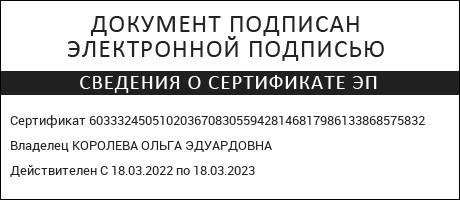 ДОКУМЕНТ ПОДПИСАН
ЭЛЕКТРОННОЙ ПОДПИСЬЮ
СВЕДЕНИЯ О СЕРТИФИКАТЕ ЭП
Сертификат 603332450510203670830559428146817986133868575832
Владелец КОРОЛЕВА ОЛЬГА ЭДУАРДОВНА
Действителен С 18.03.2022 по 18.03.2023